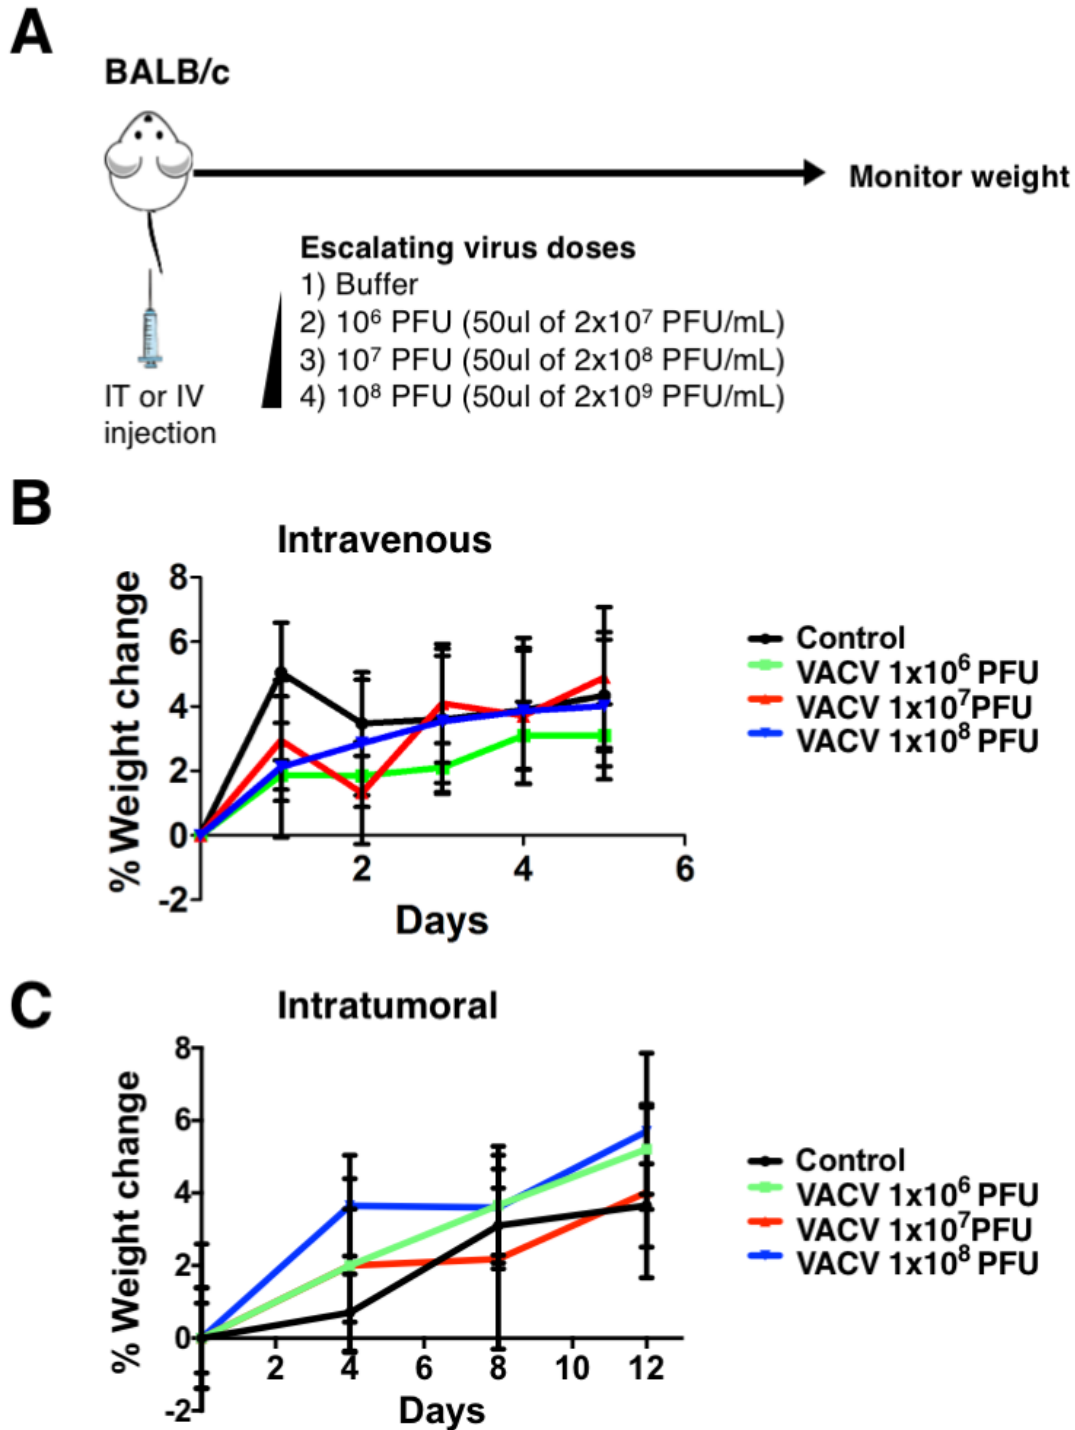 A
BALB/c
Monitor weight
Escalating virus doses
1) Buffer
2) 10⁶ PFU (50ul of 2x10⁷ PFU/mL)
3) 10⁷ PFU (50ul of 2x10⁸ PFU/mL)
4) 10⁸ PFU (50ul of 2x10⁹ PFU/mL)
IT or IV
injection
B
Intravenous
% Weight change
8
6
4
2
0
-2
2
4
6
Days
Control
VACV 1x10⁶ PFU
VACV 1x10⁷PFU
VACV 1x10⁸ PFU
C
Intratumoral
% Weight change
8
6
4
2
0
-2
2
4
6
8
10
12
Days
Control
VACV 1x10⁶ PFU
VACV 1x10⁷PFU
VACV 1x10⁸ PFU